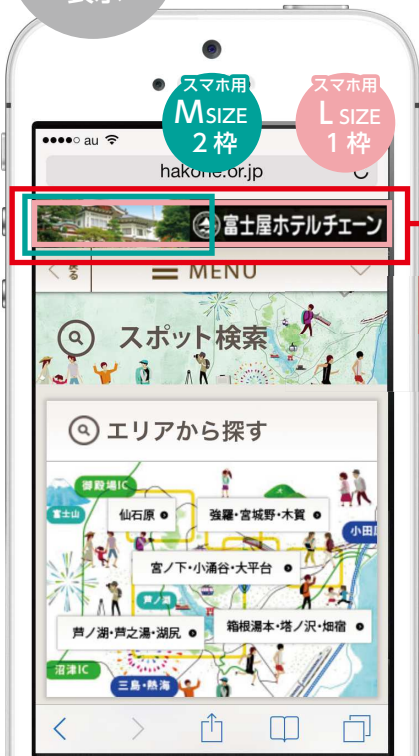 スマホ用
M SIZE
2 枠
スマホ用
L SIZE
1 枠
au
hakone.or.jp
富士屋ホテルチェーン
MENU
スポット検索
エリアから探す
御殿場IC
富士山
仙石原
強羅・宮城野・木賀
小田原
宮ノ下・小涌谷・大平台
芦ノ湖
芦ノ湖・芦之湯・湖尻
箱根湯本・塔ノ沢・畑宿
沼津IC
三島・熱海